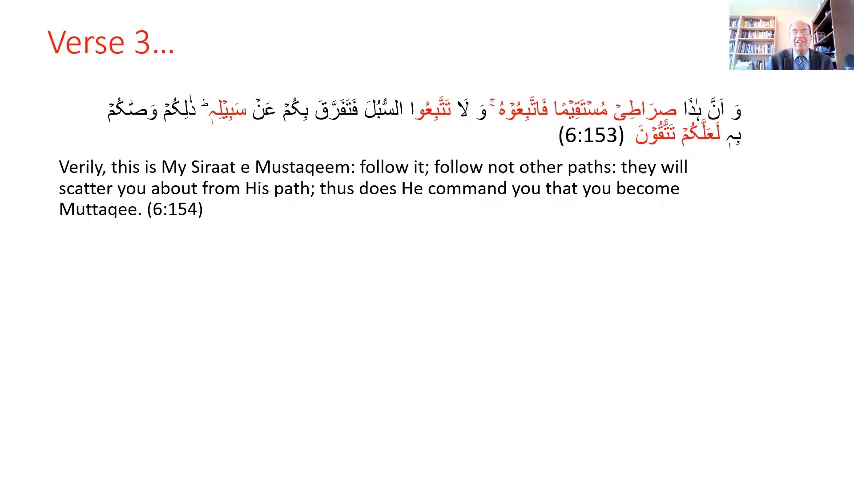 Verse 3...
وَ اَنَّ ہٰذَا صِرَاطِیۡ مُسۡتَقِیۡمًا فَاتَّبِعُوۡہُ ۚ وَ لَا تَتَّبِعُوا السُّبُلَ فَتَفَرَّقَ بِکُمۡ عَنۡ سَبِیۡلِہٖ ؕ ذٰلِکُمۡ وَصّٰکُمۡ
بِہٖ لَعَلَّکُمۡ تَتَّقُوۡنَ (6:153)
Verily, this is My Siraat e Mustaqeem: follow it; follow not other paths: they will
scatter you about from His path; thus does He command you that you become
Muttaqee. (6:154)